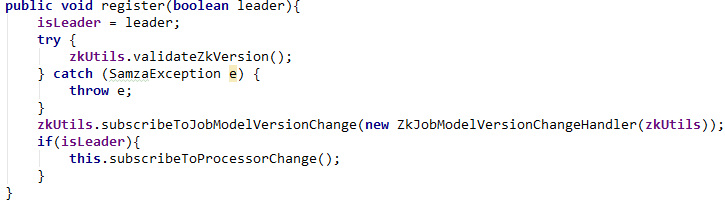 public void register(boolean leader){
    isLeader = leader;
    try {
        zkUtils.validateZkVersion();
    } catch (SamzaException e) {
        throw e;
    }
    zkUtils.subscribeToJobModelVersionChange(new ZkJobModelVersionChangeHandler(zkUtils));
    if(isLeader){
        this.subscribeToProcessorChange();
    }
}